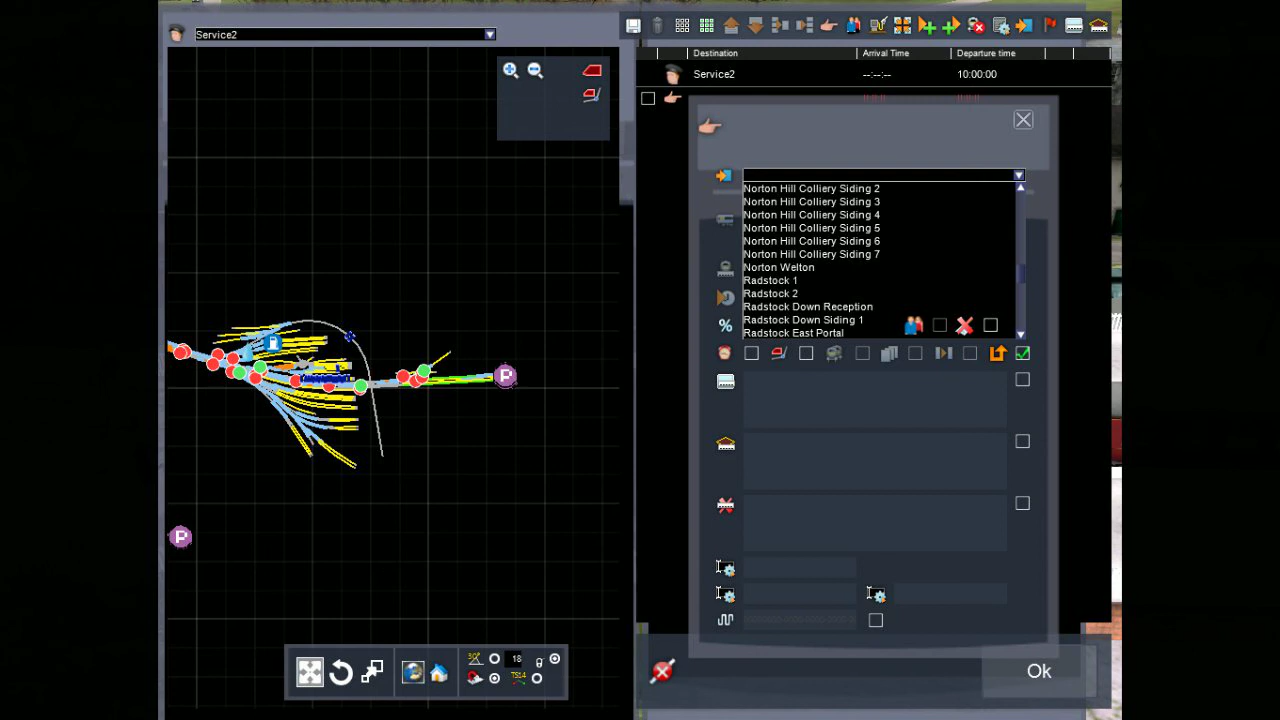 Service2
Destination
Arrival Time
Departure time
Service2
--:--:--
10:00:00
Norton Hill Colliery Siding 2
Norton Hill Colliery Siding 3
Norton Hill Colliery Siding 4
Norton Hill Colliery Siding 5
Norton Hill Colliery Siding 6
Norton Hill Colliery Siding 7
Norton Welton
Radstock 1
Radstock 2
Radstock Down Reception
Radstock Down Siding 1
Radstock East Portal
%
P
P
30°
18
TS14
Ok